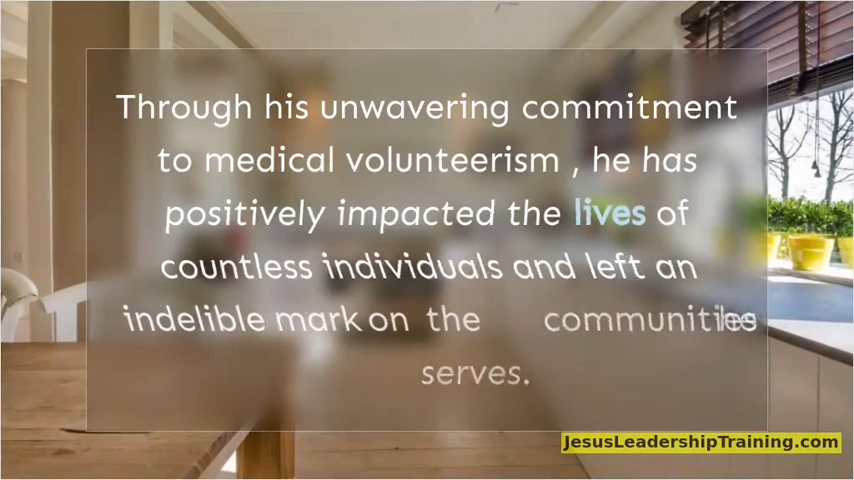 Through his unwavering commitment
to medical volunteerism , he has
positively impacted the lives of
countless individuals and left an
indelible mark on the communities he
serves.
JesusLeadershipTraining.com